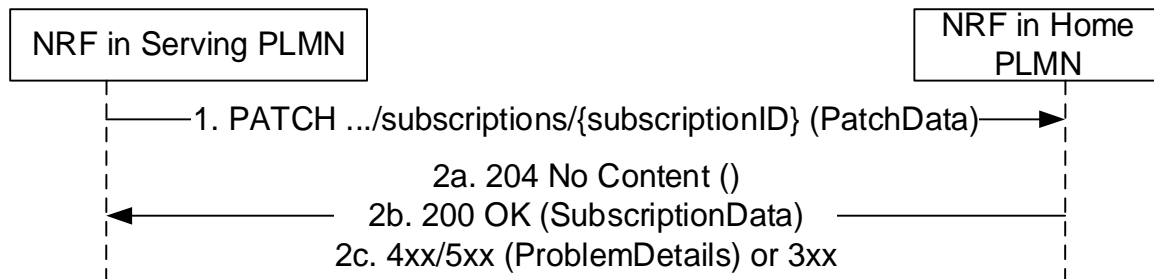 NRF in Serving PLMN
NRF in Home
PLMN
1. PATCH .../subscriptions/{subscriptionID} (PatchData)
2a. 204 No Content ()
2b. 200 OK (SubscriptionData)
2c. 4xx/5xx (ProblemDetails) or 3xx